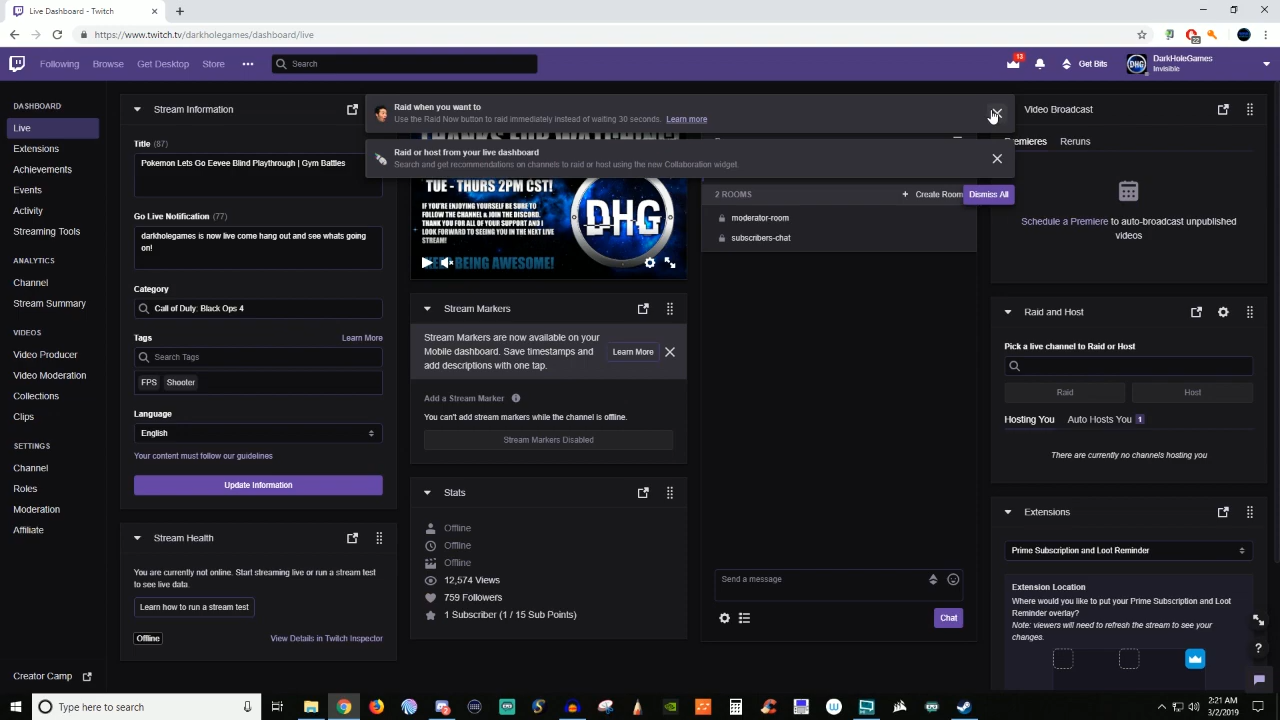 Live Dashboard - Twitch
https://www.twitch.tv/darkholegames/dashboard/live
22
Following
Browse
Get Desktop
Store
Search
13
Get Bits
DHG
DarkHoleGames
Invisible
DASHBOARD
Live
Extensions
Achievements
Events
Activity
Streaming Tools
ANALYTICS
Channel
Stream Summary
VIDEOS
Video Producer
Video Moderation
Collections
Clips
SETTINGS
Channel
Roles
Moderation
Affiliate
Creator Camp
Stream Information
Title (87)
Pokemon Lets Go Eevee Blind Playthrough | Gym Battles
Go Live Notification (77)
darkholegames is now live come hang out and see whats going
on!
Category
Call of Duty: Black Ops 4
Tags
Learn More
Search Tags
FPS
Shooter
Language
English
Your content must follow our guidelines
Update Information
Stream Health
You are currently not online. Start streaming live or run a stream test
to see live data.
Learn how to run a stream test
Offline
View Details in Twitch Inspector
Raid when you want to
Use the Raid Now button to raid immediately instead of waiting 30 seconds. Learn more
Raid or host from your live dashboard
Search and get recommendations on channels to raid or host using the new Collaboration widget.
Dismiss All
TUE - THURS 2PM CST!
IF YOU'RE ENJOYING YOURSELF BE SURE TO
FOLLOW THE CHANNEL & JOIN THE DISCORD.
THANK YOU FOR ALL YOUR SUPPORT AND I
LOOK FORWARD TO SEEING YOU IN THE NEXT LIVE
STREAM!
KEEP BEING AWESOME!
DHG
Stream Markers
Stream Markers are now available on your
Mobile dashboard. Save timestamps and
add descriptions with one tap.
Learn More
Add a Stream Marker
You can't add stream markers while the channel is offline.
Stream Markers Disabled
Stats
Offline
Offline
Offline
12,574 Views
759 Followers
1 Subscriber (1 / 15 Sub Points)
2 ROOMS
Create Room
moderator-room
subscribers-chat
Send a message
Chat
Video Broadcast
Premieres
Reruns
Schedule a Premiere to auto-broadcast unpublished
videos
Raid and Host
Pick a live channel to Raid or Host
Raid
Host
Hosting You
Auto Hosts You 1
There are currently no channels hosting you
Extensions
Prime Subscription and Loot Reminder
Extension Location
Where would you like to put your Prime Subscription and Loot
Reminder overlay?
Note: viewers will need to refresh the stream to see your
changes.
?
Type here to search
2:21 AM
3/2/2019